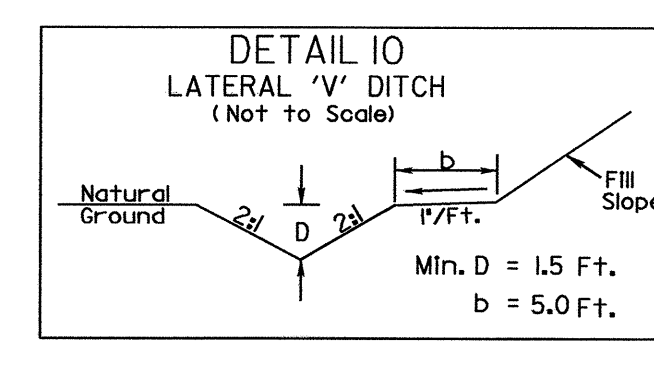 DETAIL 10
LATERAL 'V' DITCH
(Not to Scale)
b
Natural
Ground
2:1
D
2:1
1"/Ft.
Fill
Slope
Min. D = 1.5 Ft.
b = 5.0 Ft.